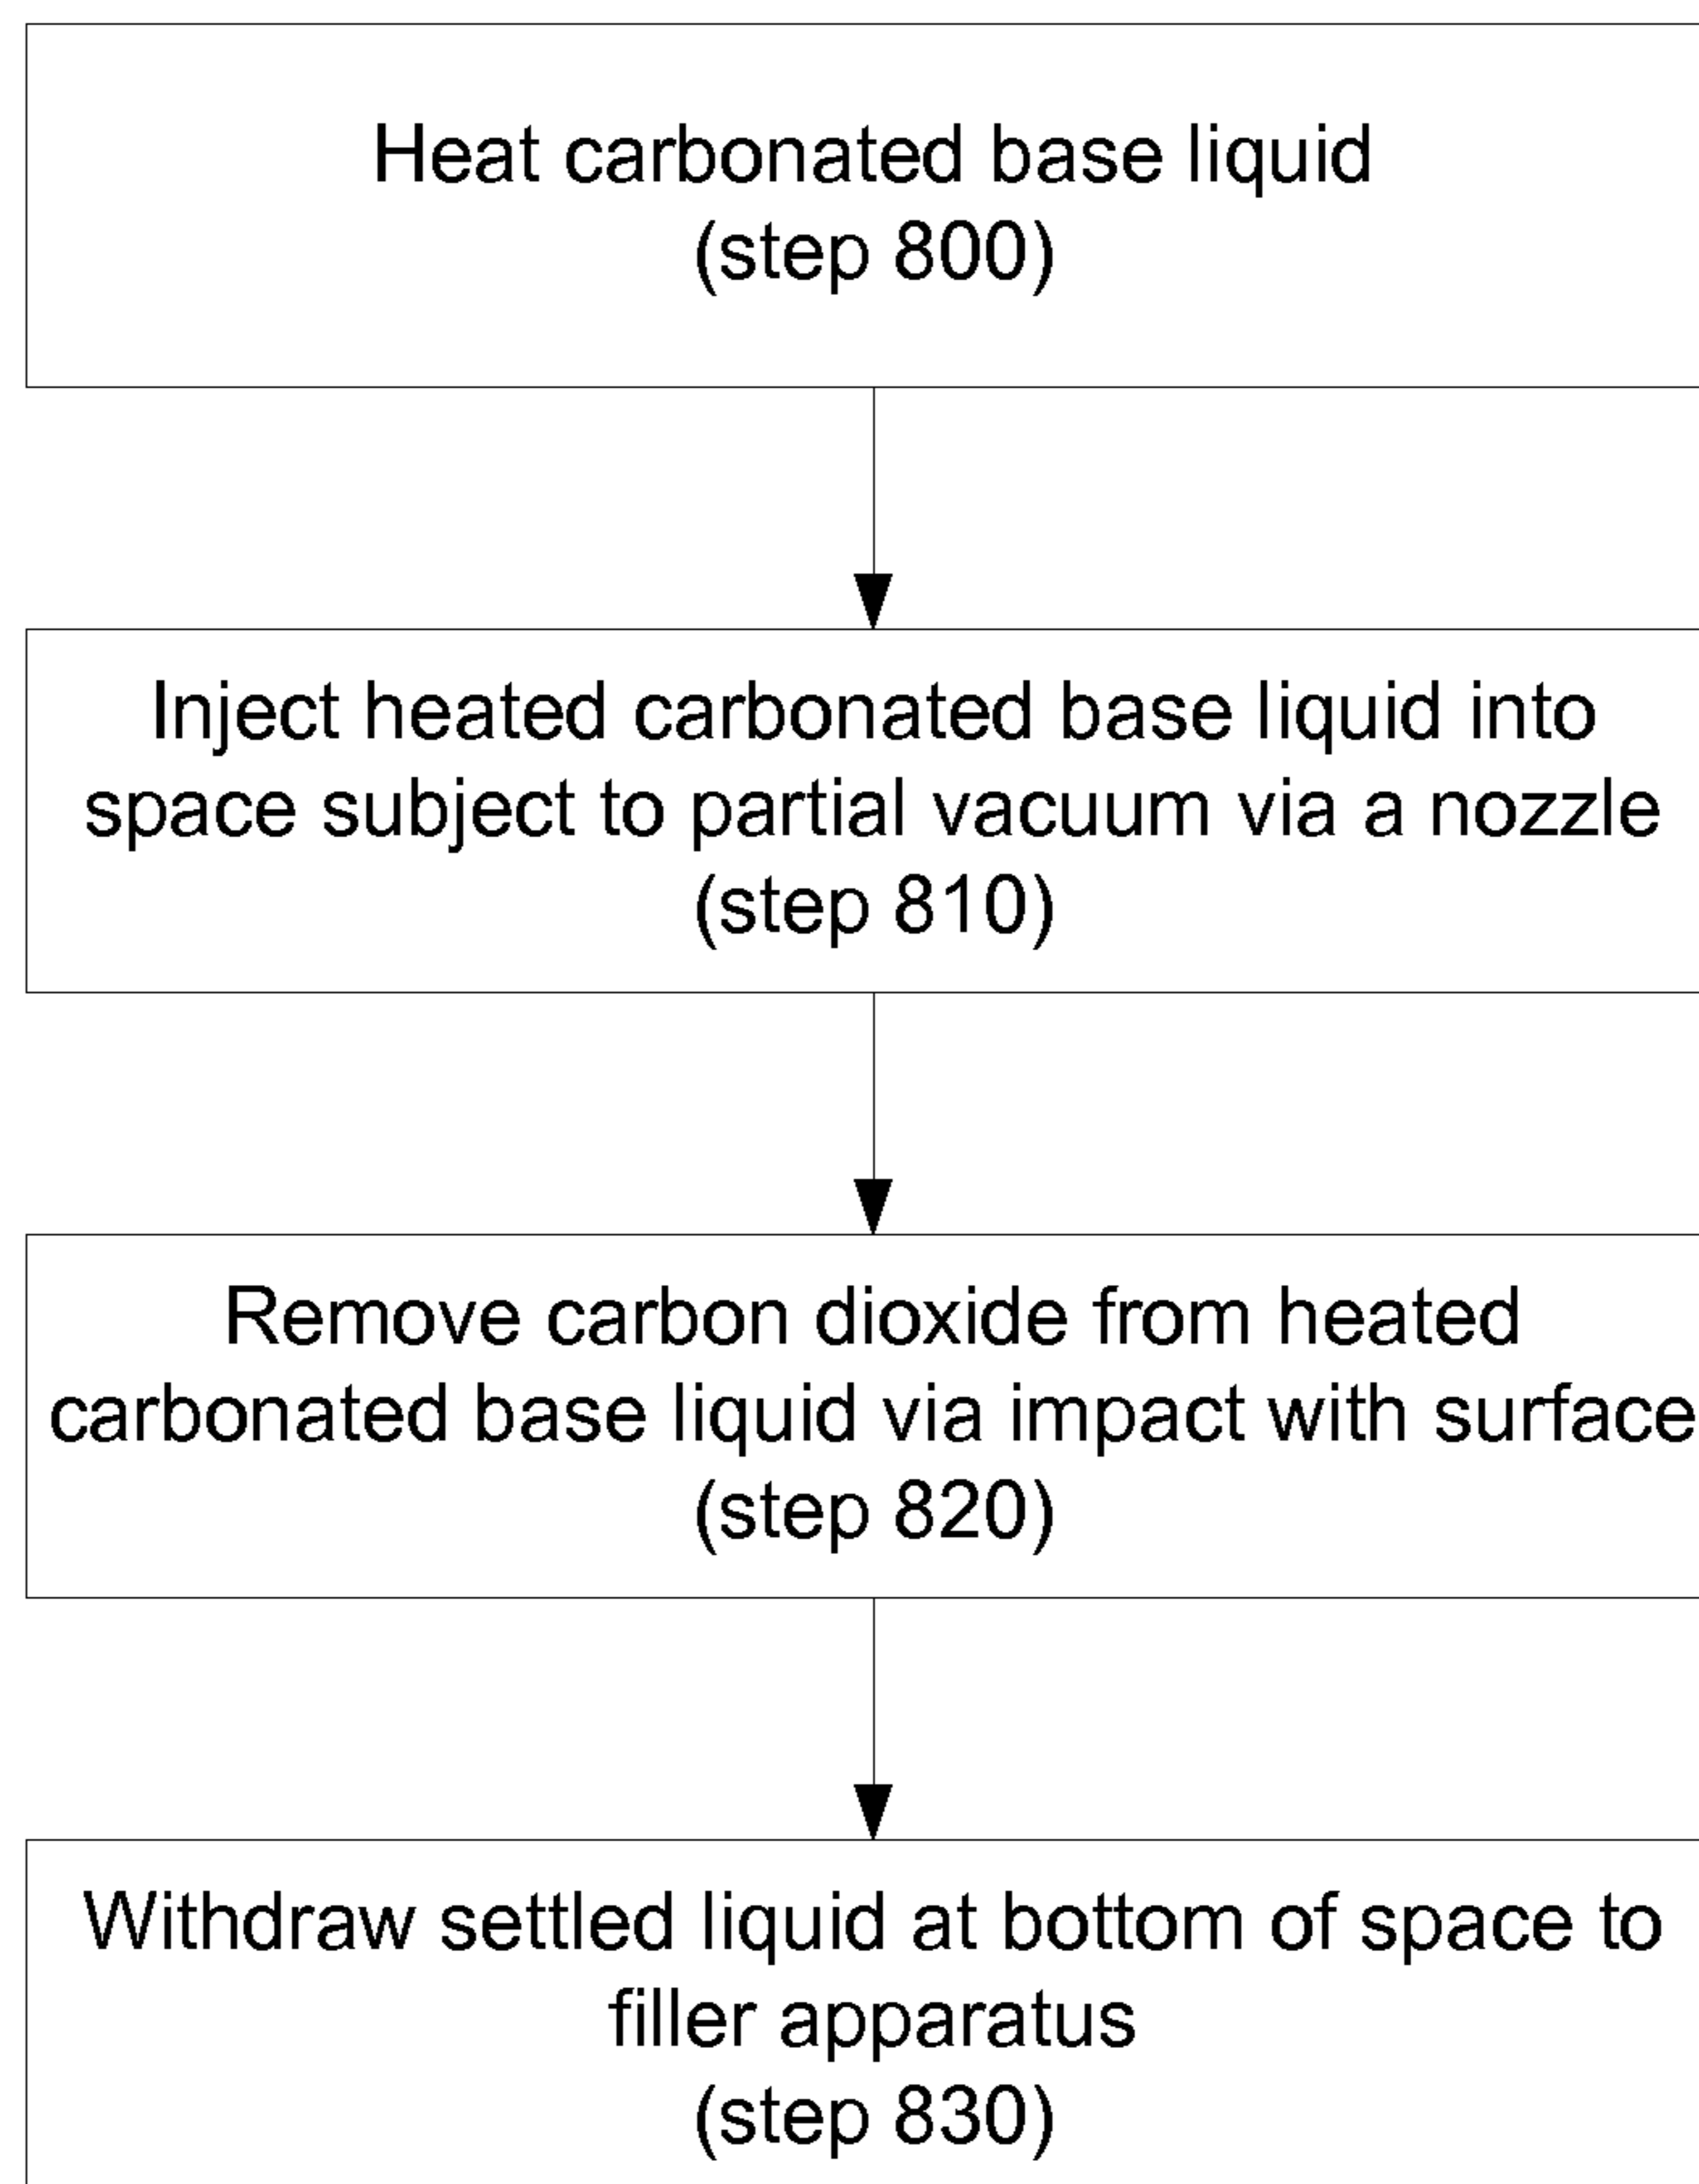 Heat carbonated base liquid
(step 800)
Inject heated carbonated base liquid into
space subject to partial vacuum via a nozzle
(step 810)
Remove carbon dioxide from heated
carbonated base liquid via impact with surface
(step 820)
Withdraw settled liquid at bottom of space to
filler apparatus
(step 830)